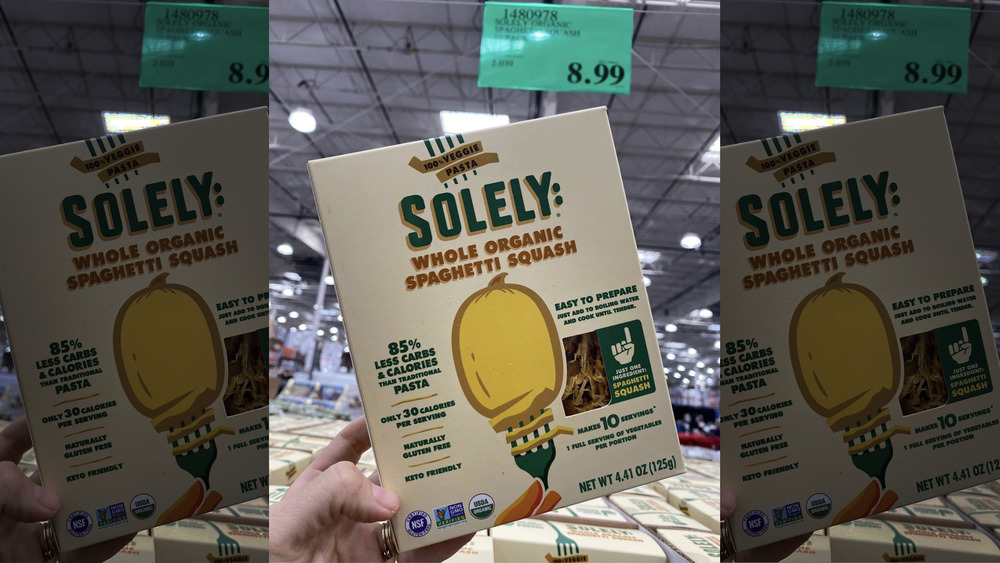 1480978
SOLELY ORGANIC
SPAGHETTI SQUASH
8.99
100% VEGGIE
PASTA
SOLELY:
WHOLE ORGANIC
SPAGHETTI SQUASH
EASY TO PREPARE
JUST ADD TO BOILING WATER
AND COOK UNTIL TENDER.
85%
LESS CARBS
& CALORIES
THAN TRADITIONAL
PASTA
ONLY 30 CALORIES
PER SERVING
NATURALLY
GLUTEN FREE
KETO FRIENDLY
JUST ONE
INGREDIENT:
SPAGHETTI
SQUASH
MAKES 10 SERVINGS*
1 FULL SERVING OF VEGETABLES
PER PORTION
NET WT 4.41 OZ (125g)
NSF
NON
GMO
USDA
ORGANIC